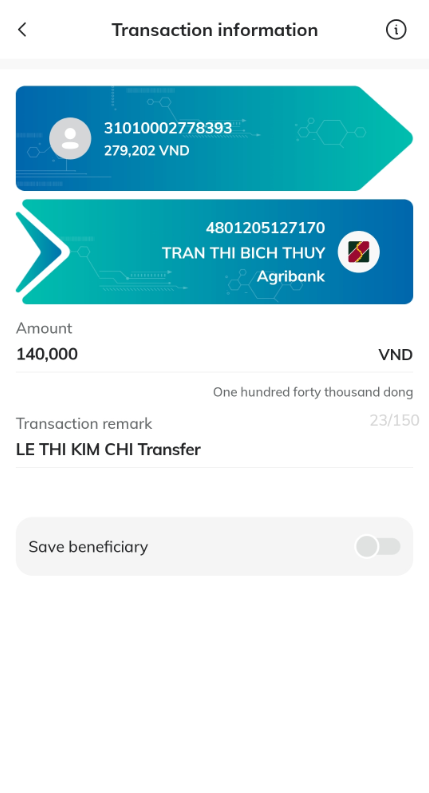 Transaction information
31010002778393
279,202 VND
4801205127170
TRAN THI BICH THUY
Agribank
Amount
140,000 VND
One hundred forty thousand dong
Transaction remark 23/150
LE THI KIM CHI Transfer
Save beneficiary